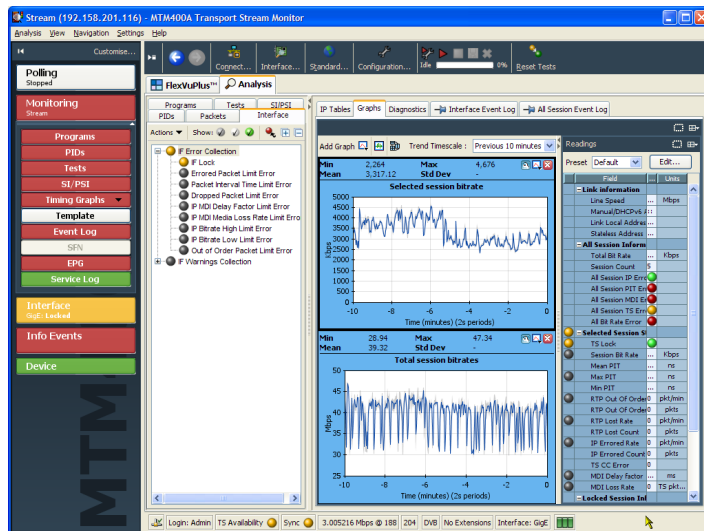 Stream (192.158.201.116) - MTM400A Transport Stream Monitor
Analysis View Navigation Settings Help
Customise...
Polling
Stopped
Monitoring
Stream
Programs
PIDs
Tests
SI/PSI
Timing Graphs
Template
Event Log
SFN
EPG
Service Log
Interface
GigE: Locked
Info Events
Device
MTM4
Connect...
Interface...
Standard...
Configuration...
Idle
0%
Reset Tests
FlexVuPlus™
Analysis
Programs Tests SI/PSI
PIDs Packets Interface
Actions Show:
IF Error Collection
IF Lock
Errored Packet Limit Error
Packet Interval Time Limit Error
Dropped Packet Limit Error
IP MDI Delay Factor Limit Error
IP MDI Media Loss Rate Limit Erro
IP Bitrate High Limit Error
IP Bitrate Low Limit Error
Out of Order Packet Limit Error
IF Warnings Collection
IP Tables Graphs Diagnostics Interface Event Log All Session Event Log
Add Graph Trend Timescale : Previous 10 minutes
Min 2,264 Max 4,676
Mean 3,317.12 Std Dev -
Selected session bitrate
Kbps
5000
4500
4000
3500
3000
2500
2000
1500
1000
500
0
-10 -8 -6 -4 -2 0
Time (minutes) (2s periods)
Min 28.94 Max 47.34
Mean 39.32 Std Dev -
Total session bitrates
Mbps
50
45
40
35
30
25
-10 -8 -6 -4 -2 0
Time (minutes) (2s periods)
Readings
Preset Default Edit...
Field ... Units
Link information
Line Speed ... Mbps
Manual/DHCPv6 ::
Link Local Addres ...
Stateless Address ...
All Session Inform
Total Bit Rate ... Kbps
Session Count 5
All Session IP Erro
All Session PIT Err
All Session MDI Er
All Session TS Erro
All Bit Rate Error
Selected Session S
TS Lock
Session Bit Rate ... Kbps
Mean PIT ... ns
Max PIT ... ns
Min PIT ... ns
RTP Out Of Order 0 pkt/min
RTP Out Of Order 0 pkts
RTP Lost Rate 0 pkt/min
RTP Lost Count 0 pkts
IP Errored Rate 0 pkt/min
IP Errored Count 0 pkts
TS CC Error 0
MDI Delay factor ... ms
MDI Loss Rate 0 TS pkt...
Locked Session Inf
Login: Admin TS Availability Sync 3.005216 Mbps @ 188 204 DVB No Extensions Interface: GigE